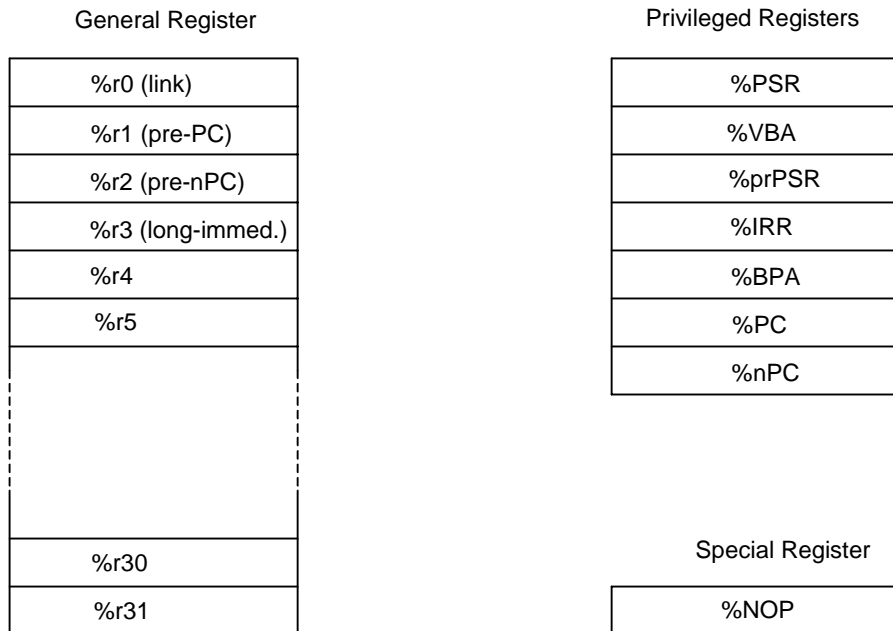 General Register
%r0 (link)
%r1 (pre-PC)
%r2 (pre-nPC)
%r3 (long-immed.)
%r4
%r5
%r30
%r31
Privileged Registers
%PSR
%VBA
%prPSR
%IRR
%BPA
%PC
%nPC
Special Register
%NOP